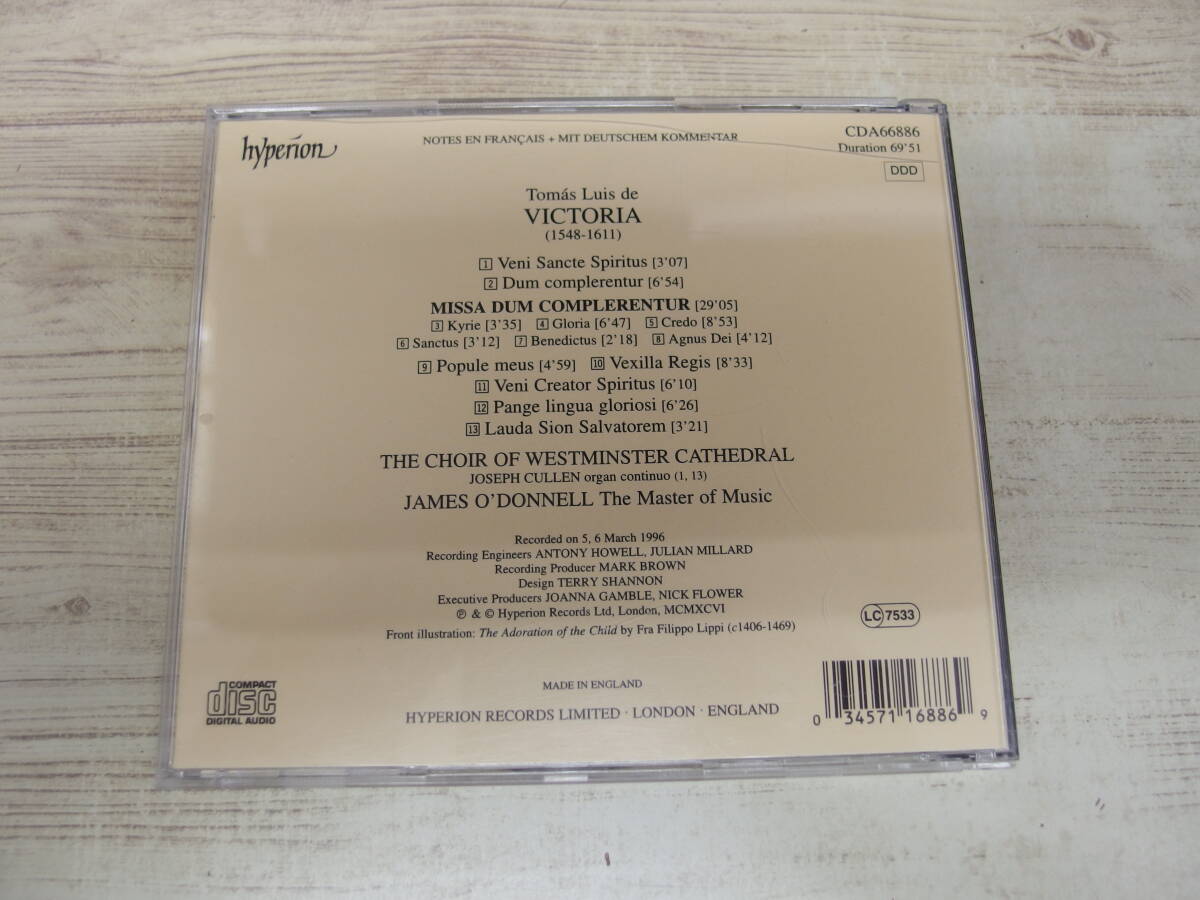 hyperion
NOTES EN FRANÇAIS + MIT DEUTSCHEM KOMMENTAR
CDA66886
Duration 69'51
DDD
Tomás Luis de
VICTORIA
(1548-1611)
1 Veni Sancte Spiritus [3'07]
2 Dum complerentur [6'54]
MISSA DUM COMPLERENTUR [29'05]
3 Kyrie [3'35] 4 Gloria [6'47] 5 Credo [8'53]
6 Sanctus [3'12] 7 Benedictus [2'18] 8 Agnus Dei [4'12]
9 Popule meus [4'59] 10 Vexilla Regis [8'33]
11 Veni Creator Spiritus [6'10]
12 Pange lingua gloriosi [6'26]
13 Lauda Sion Salvatorem [3'21]
THE CHOIR OF WESTMINSTER CATHEDRAL
JOSEPH CULLEN organ continuo (1, 13)
JAMES O'DONNELL The Master of Music
Recorded on 5, 6 March 1996
Recording Engineers ANTONY HOWELL, JULIAN MILLARD
Recording Producer MARK BROWN
Design TERRY SHANNON
Executive Producers JOANNA GAMBLE, NICK FLOWER
℗ & © Hyperion Records Ltd, London, MCMXCVI
Front illustration: The Adoration of the Child by Fra Filippo Lippi (c1406-1469)
LC 7533
COMPACT
disc
DIGITAL AUDIO
MADE IN ENGLAND
HYPERION RECORDS LIMITED · LONDON · ENGLAND
0 34571 16886 9